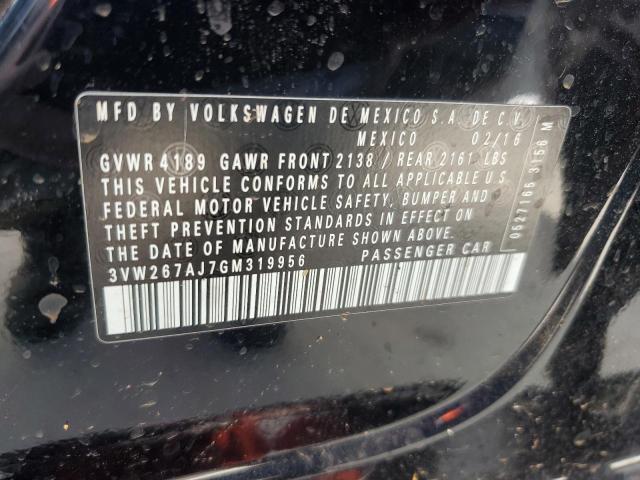 MFD BY VOLKSWAGEN DE MEXICO S.A. DE C.V.
MEXICO 02/16
GVWR 4189 GAWR FRONT 2138 / REAR 2161 LBS
THIS VEHICLE CONFORMS TO ALL APPLICABLE U.S.
FEDERAL MOTOR VEHICLE SAFETY, BUMPER AND
THEFT PREVENTION STANDARDS IN EFFECT ON
THE DATE OF MANUFACTURE SHOWN ABOVE.
3VW267AJ7GM319956 PASSENGER CAR
0527166 3156 M